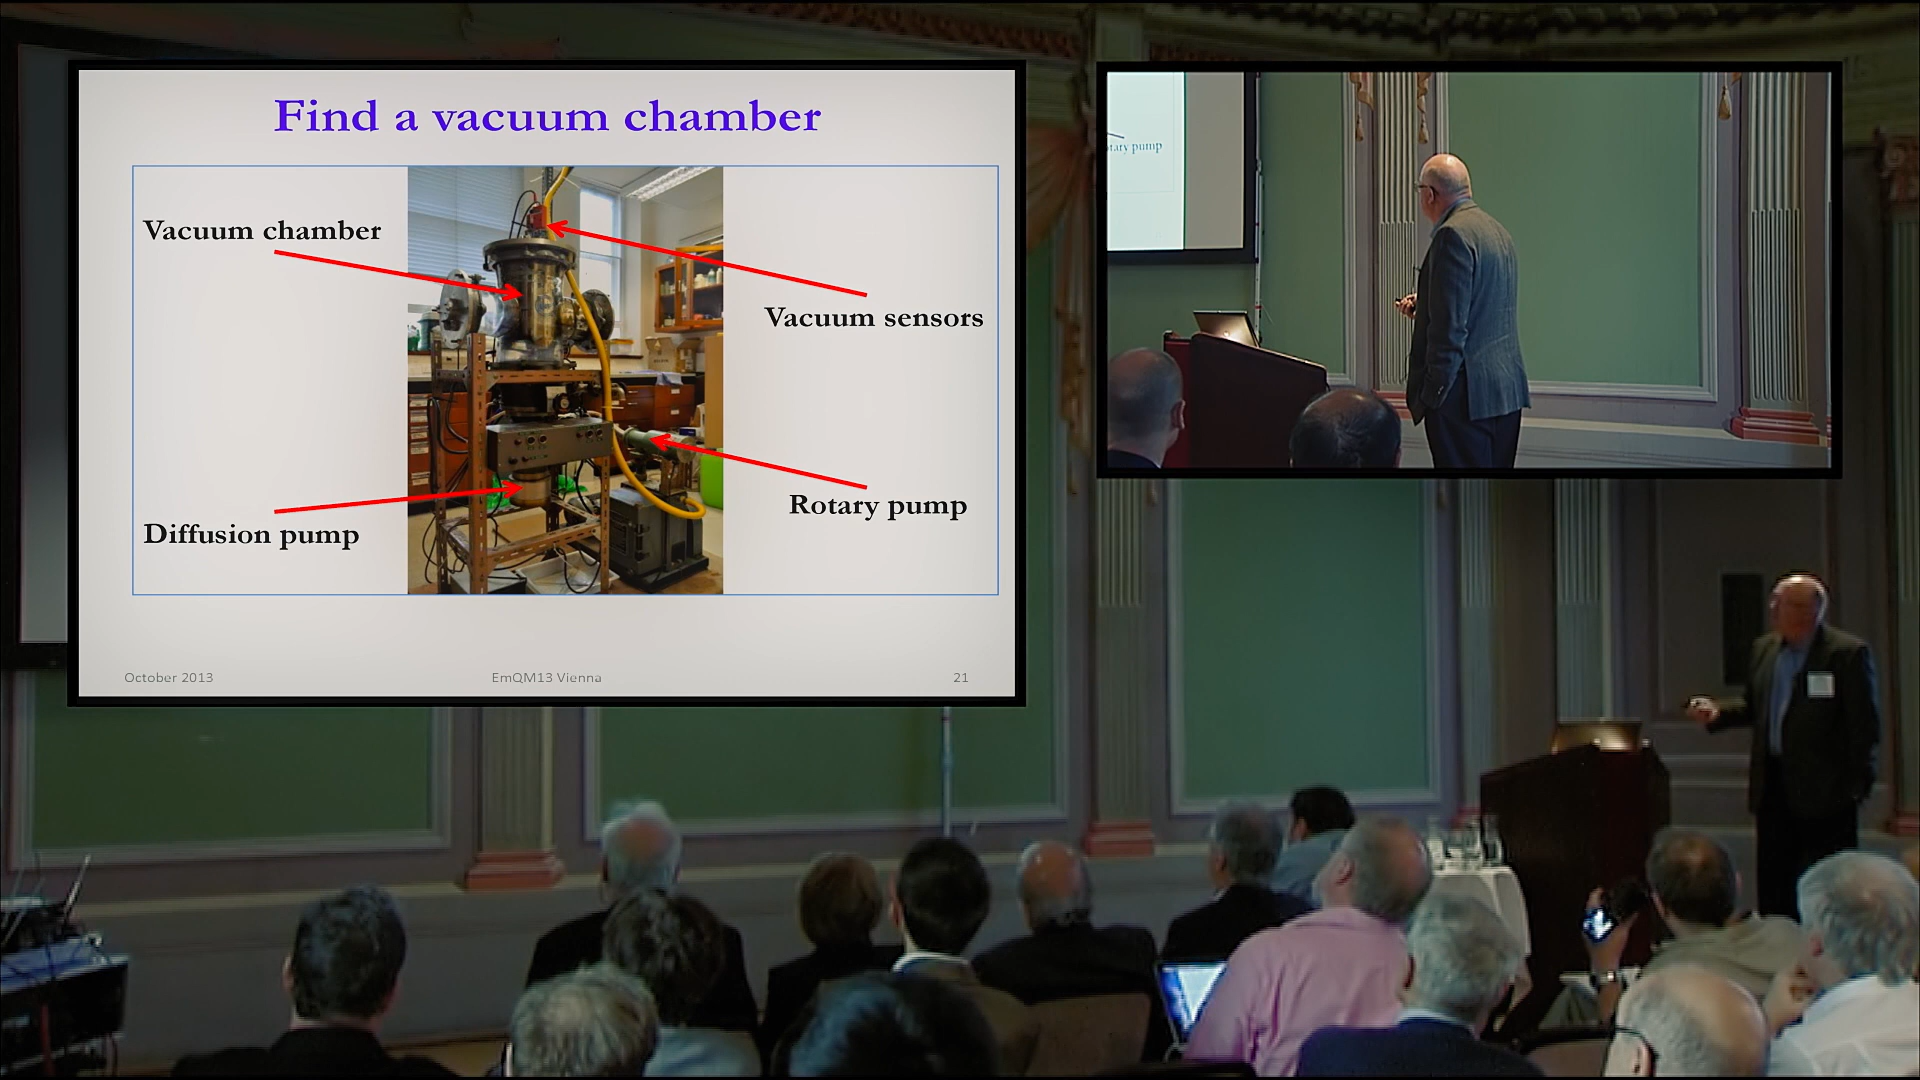 Find a vacuum chamber
Vacuum chamber
Vacuum sensors
Rotary pump
Diffusion pump
October 2013
EmQM13 Vienna
21
tary pump